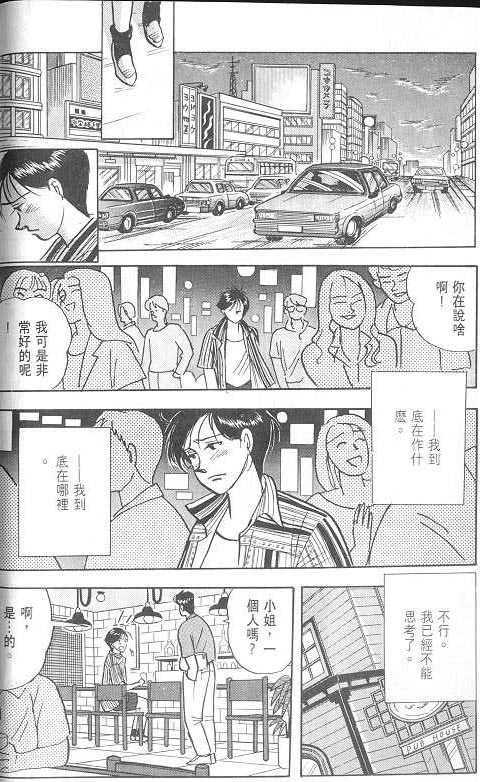 你在說啥
啊！
我可是非
常好的呢
！
──我到
底在作什
麼。
──我到
底在哪裡
。
不行。
我已經不能
思考了。
PUB HOUSE
小姐，一
個人嗎？
啊，
是…的。